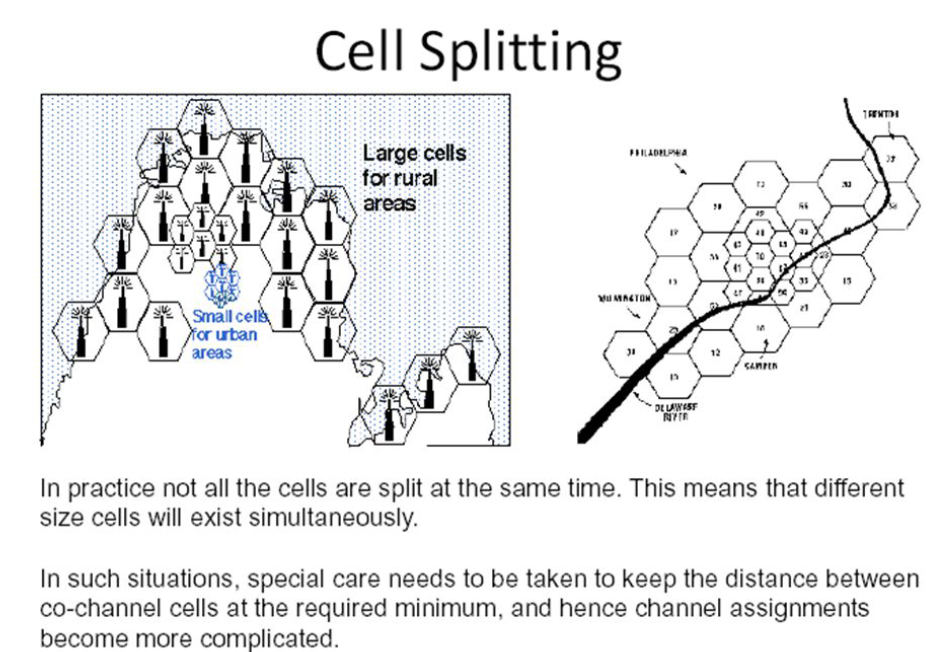 Cell Splitting
Large cells
for rural
areas
Small cells
for urban
areas
TRENTON
PHILADELPHIA
WILMINGTON
CAMDEN
DELAWARE
RIVER
In practice not all the cells are split at the same time. This means that different
size cells will exist simultaneously.
In such situations, special care needs to be taken to keep the distance between
co-channel cells at the required minimum, and hence channel assignments
become more complicated.